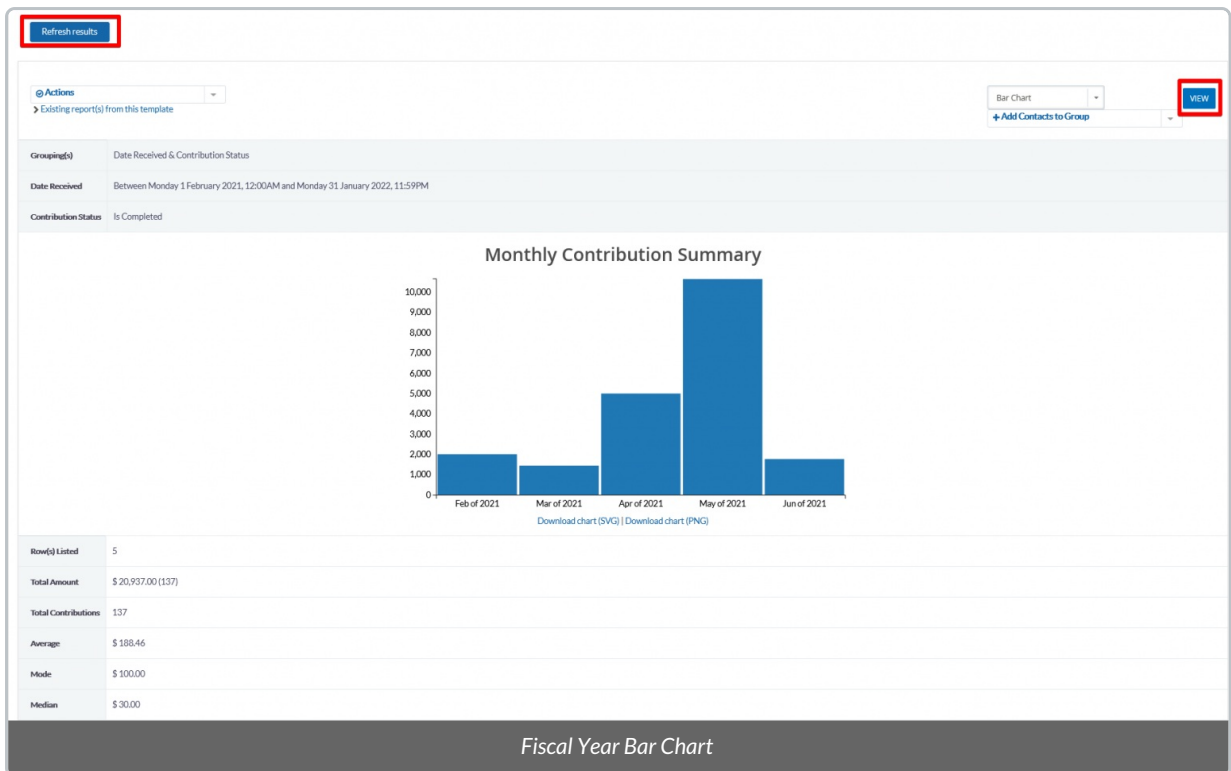 Refresh results
Actions
Existing report(s) from this template
Bar Chart
VIEW
+ Add Contacts to Group
Grouping(s) Date Received & Contribution Status
Date Received Between Monday 1 February 2021, 12:00AM and Monday 31 January 2022, 11:59PM
Contribution Status Is Completed
Monthly Contribution Summary
10,000
9,000
8,000
7,000
6,000
5,000
4,000
3,000
2,000
1,000
0
Feb of 2021 Mar of 2021 Apr of 2021 May of 2021 Jun of 2021
Download chart (SVG) | Download chart (PNG)
Row(s) Listed 5
Total Amount $ 20,937.00 (137)
Total Contributions 137
Average $ 188.46
Mode $ 100.00
Median $ 30.00
Fiscal Year Bar Chart